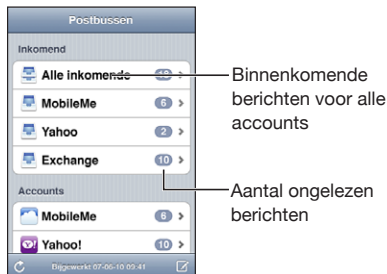 Postbussen
Inkomend
Alle inkomende
MobileMe 6
Yahoo 2
Exchange 10
Accounts
MobileMe 6
Yahoo! 10
Bijgewerkt 07-06-10 09:41
Binnenkomende
berichten voor alle
accounts
Aantal ongelezen
berichten